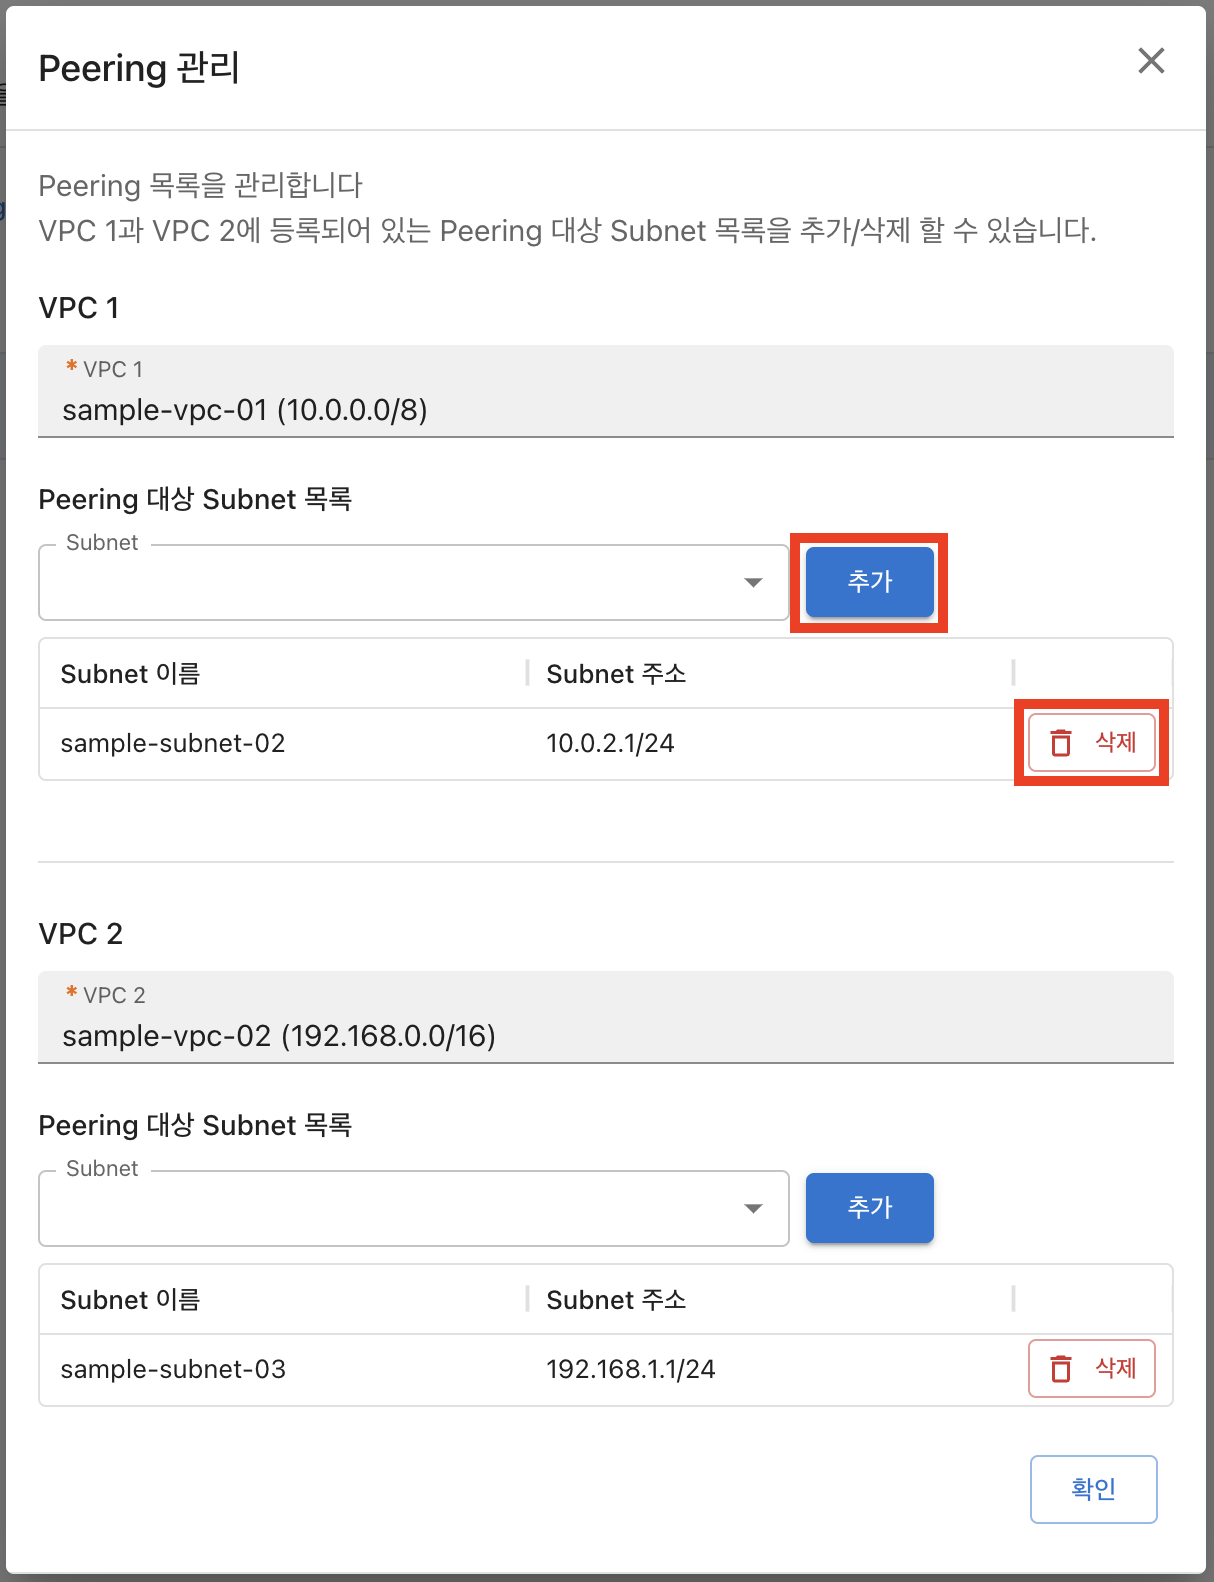 Peering 관리
Peering 목록을 관리합니다
VPC 1과 VPC 2에 등록되어 있는 Peering 대상 Subnet 목록을 추가/삭제 할 수 있습니다.
VPC 1
* VPC 1
sample-vpc-01 (10.0.0.0/8)
Peering 대상 Subnet 목록
Subnet
추가
Subnet 이름 Subnet 주소
sample-subnet-02 10.0.2.1/24 삭제
VPC 2
* VPC 2
sample-vpc-02 (192.168.0.0/16)
Peering 대상 Subnet 목록
Subnet
추가
Subnet 이름 Subnet 주소
sample-subnet-03 192.168.1.1/24 삭제
확인